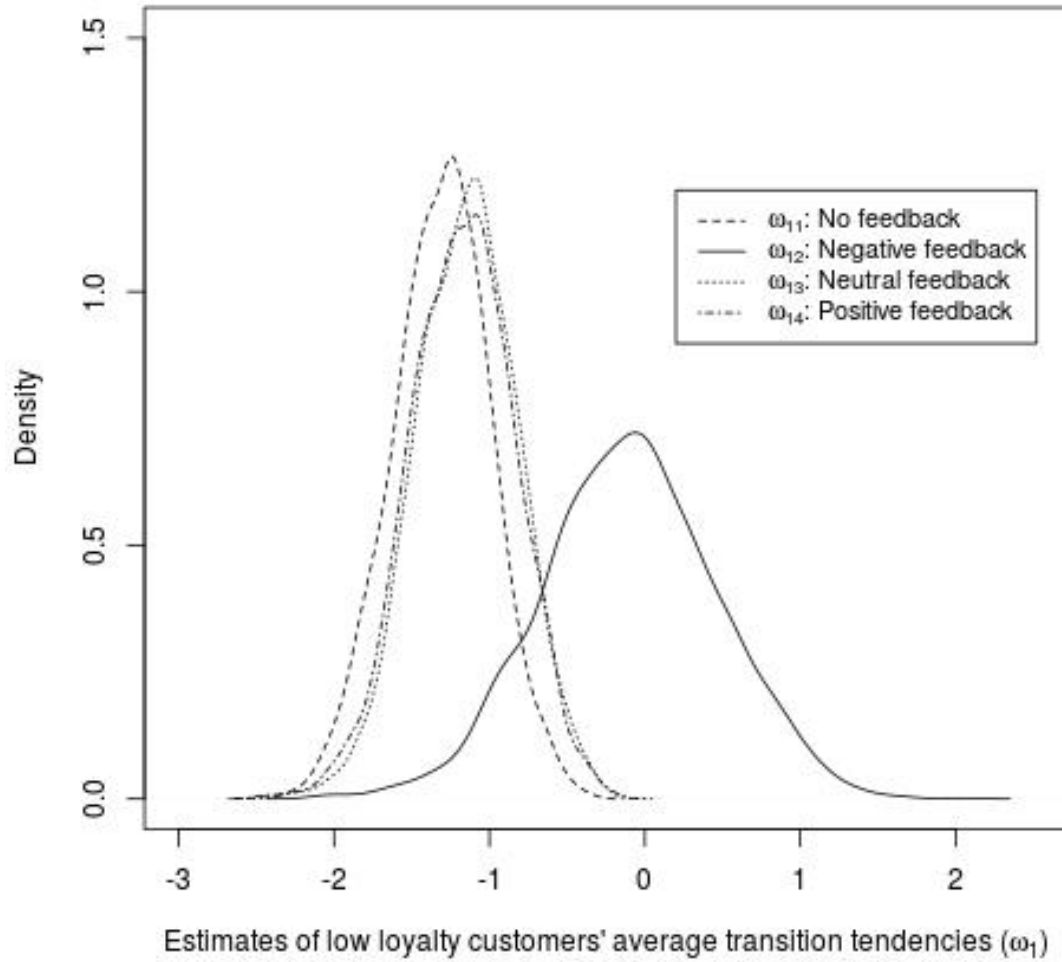 1.5
1.0
0.5
0.0
Density
ω11: No feedback
ω12: Negative feedback
ω13: Neutral feedback
ω14: Positive feedback
-3 -2 -1 0 1 2
Estimates of low loyalty customers' average transition tendencies (ω1)